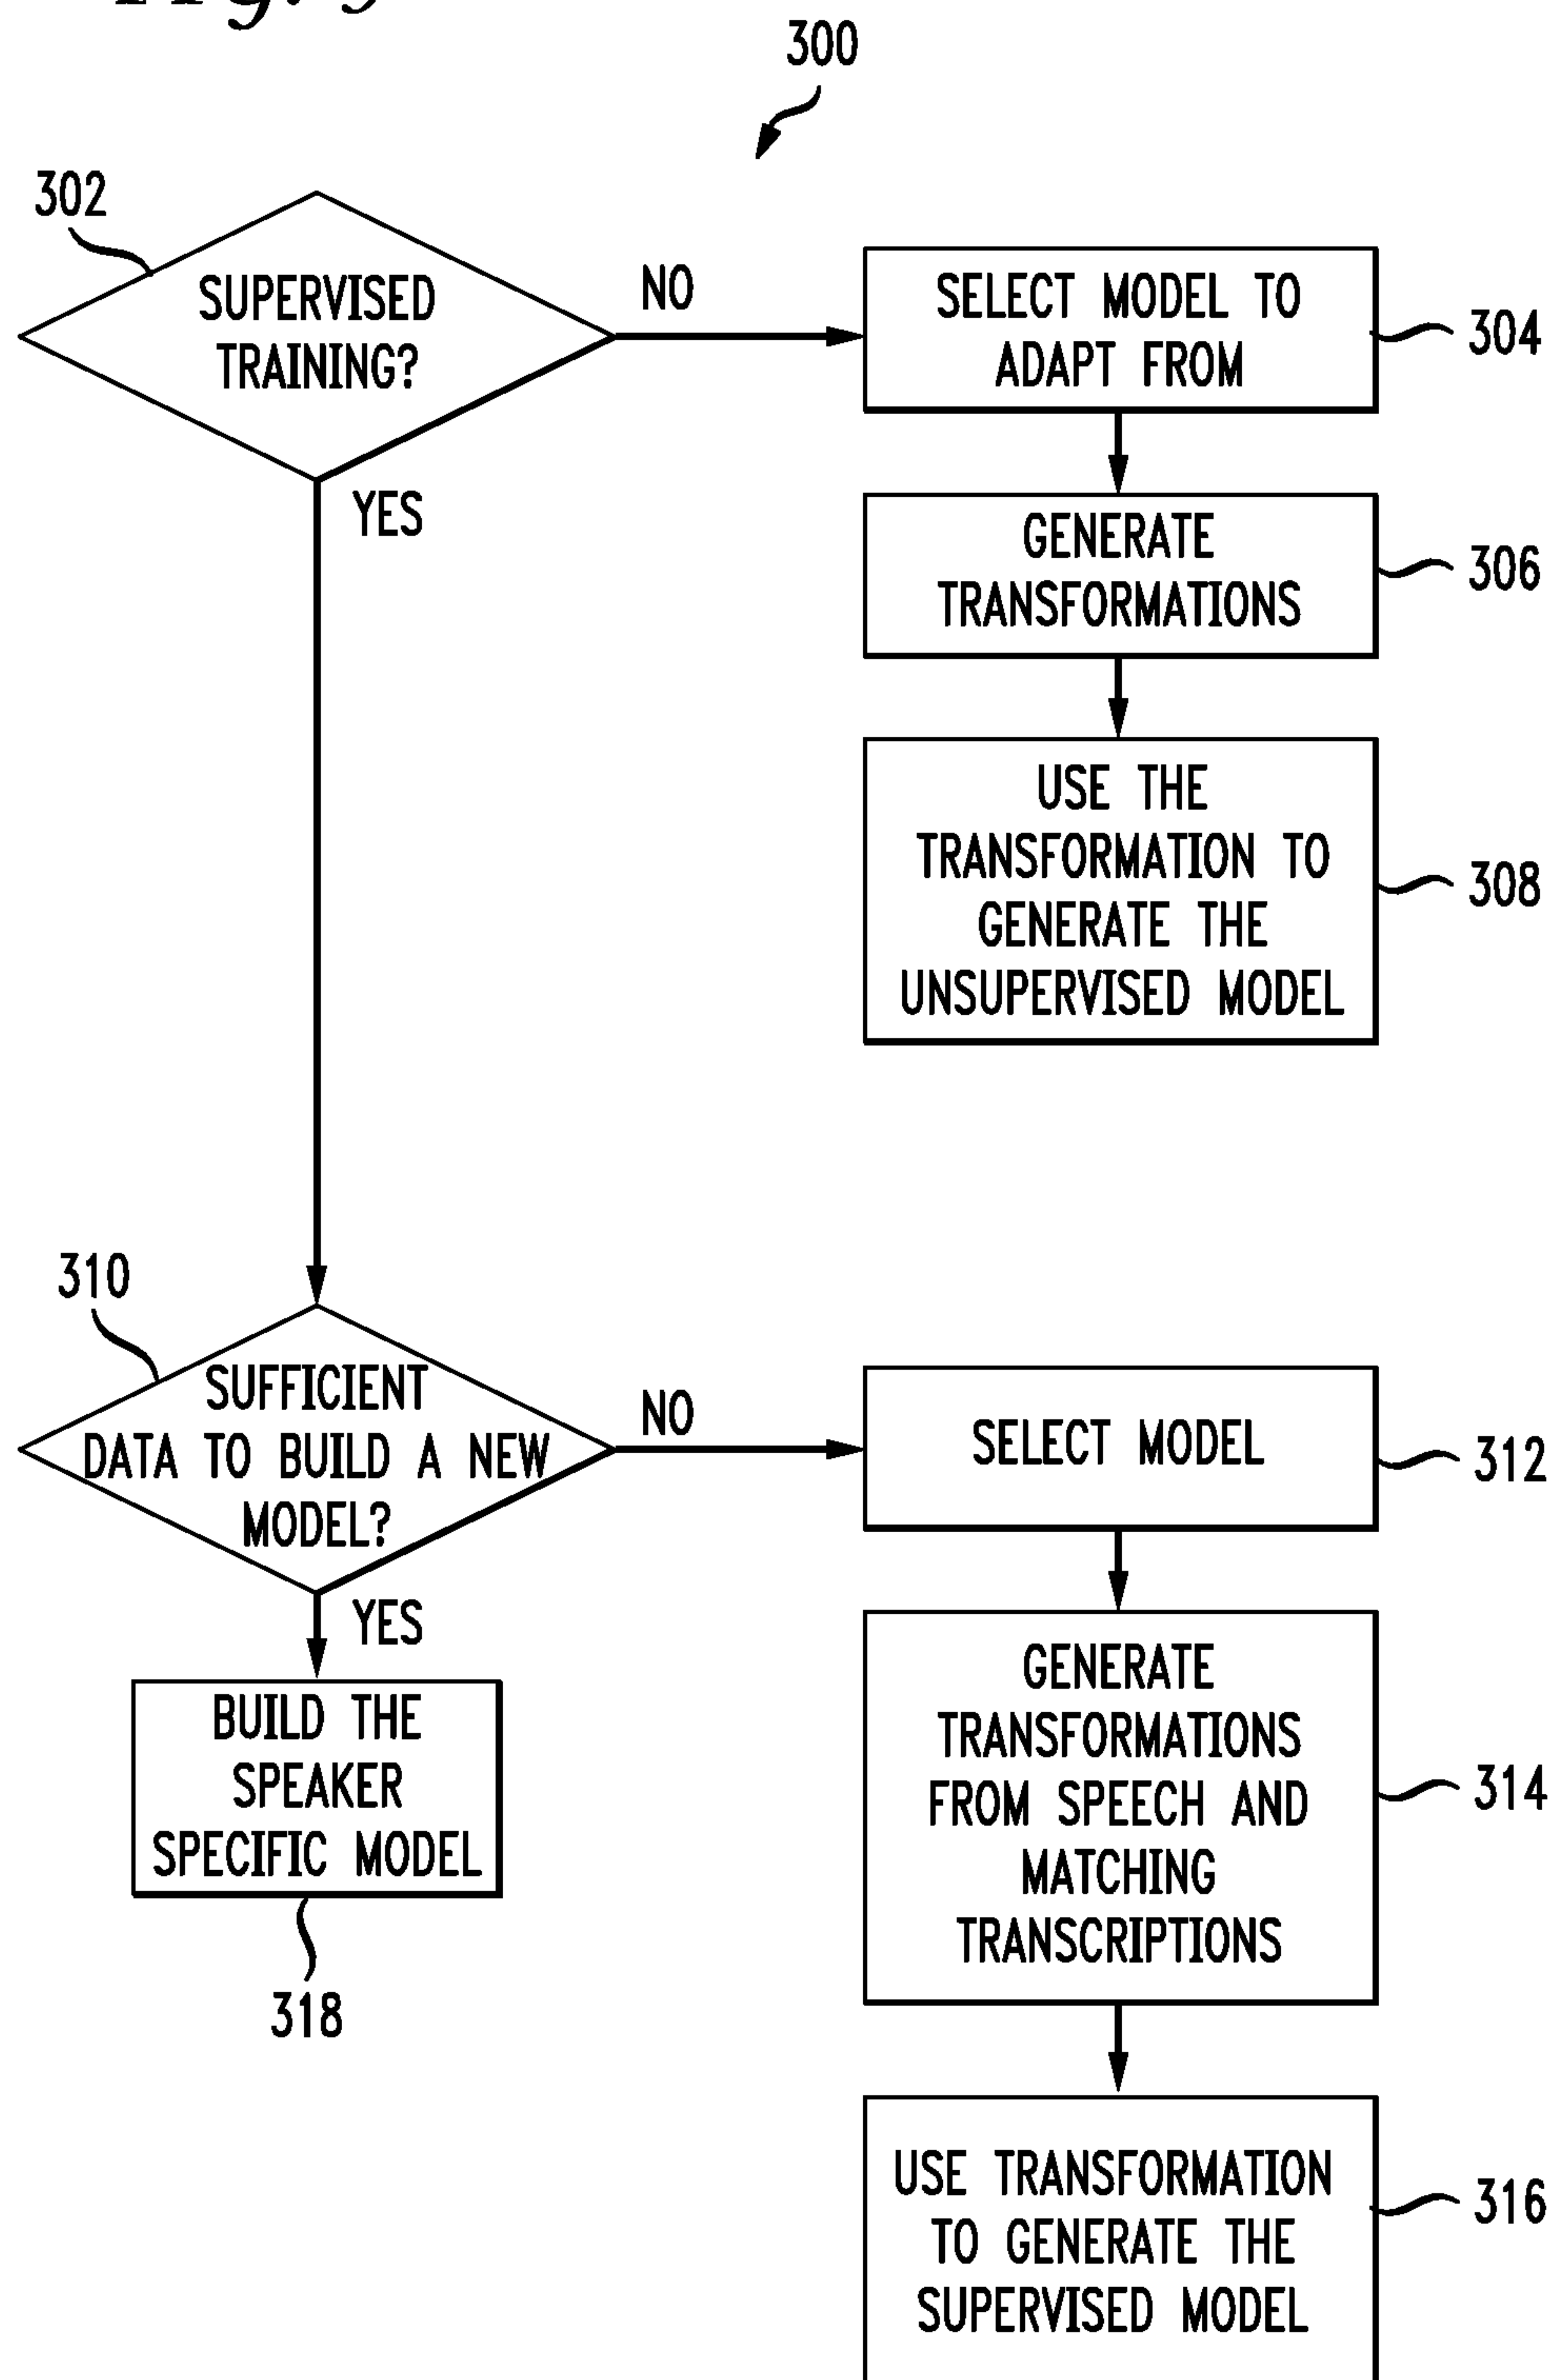 300
302
SUPERVISED
TRAINING?
NO
YES
SELECT MODEL TO
ADAPT FROM
304
GENERATE
TRANSFORMATIONS
306
USE THE
TRANSFORMATION TO
GENERATE THE
UNSUPERVISED MODEL
308
310
SUFFICIENT
DATA TO BUILD A NEW
MODEL?
NO
YES
SELECT MODEL
312
GENERATE
TRANSFORMATIONS
FROM SPEECH AND
MATCHING
TRANSCRIPTIONS
314
BUILD THE
SPEAKER
SPECIFIC MODEL
318
USE TRANSFORMATION
TO GENERATE THE
SUPERVISED MODEL
316